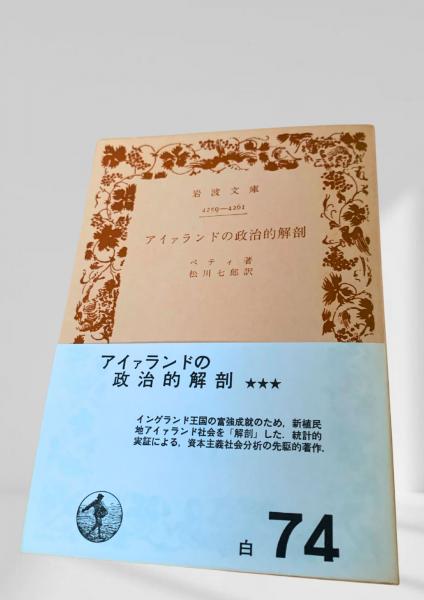 岩波文庫
4259—4261
アイァランドの政治的解剖
ペティ著
松川七郎訳
アイァランドの
政治的解剖 ★★★
イングランド王国の富強成就のため，新植民
地アイァランド社会を「解剖」した，統計的
実証による，資本主義社会分析の先駆的著作．
白 74